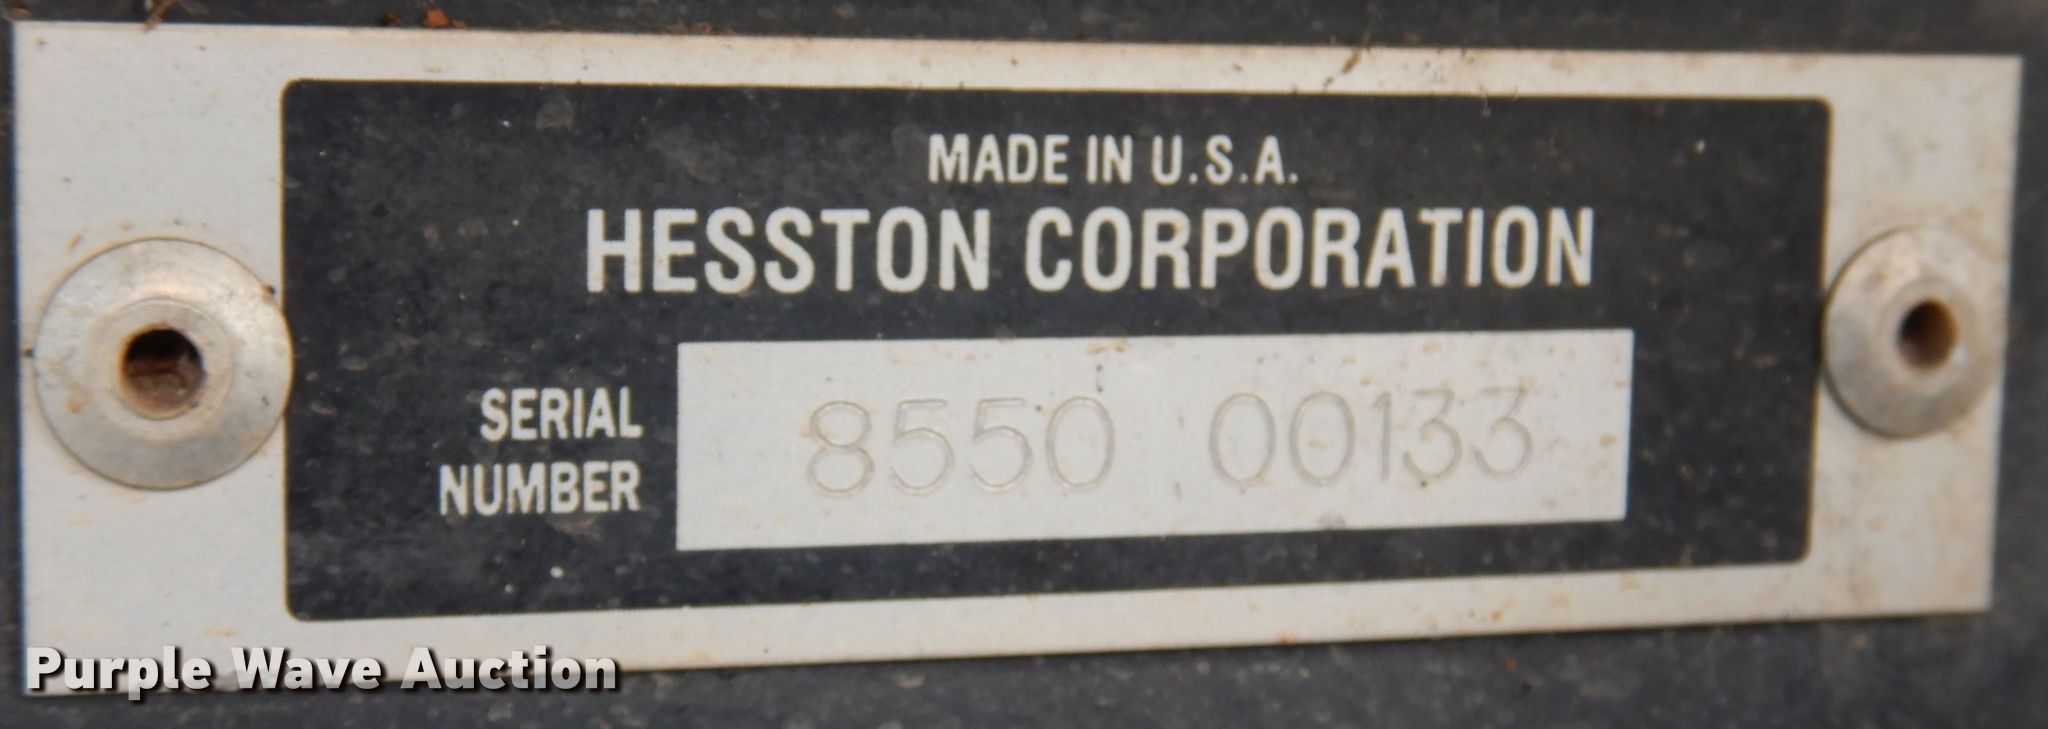 MADE IN U.S.A.
HESSTON CORPORATION
SERIAL
NUMBER
8550 00133
Purple Wave Auction